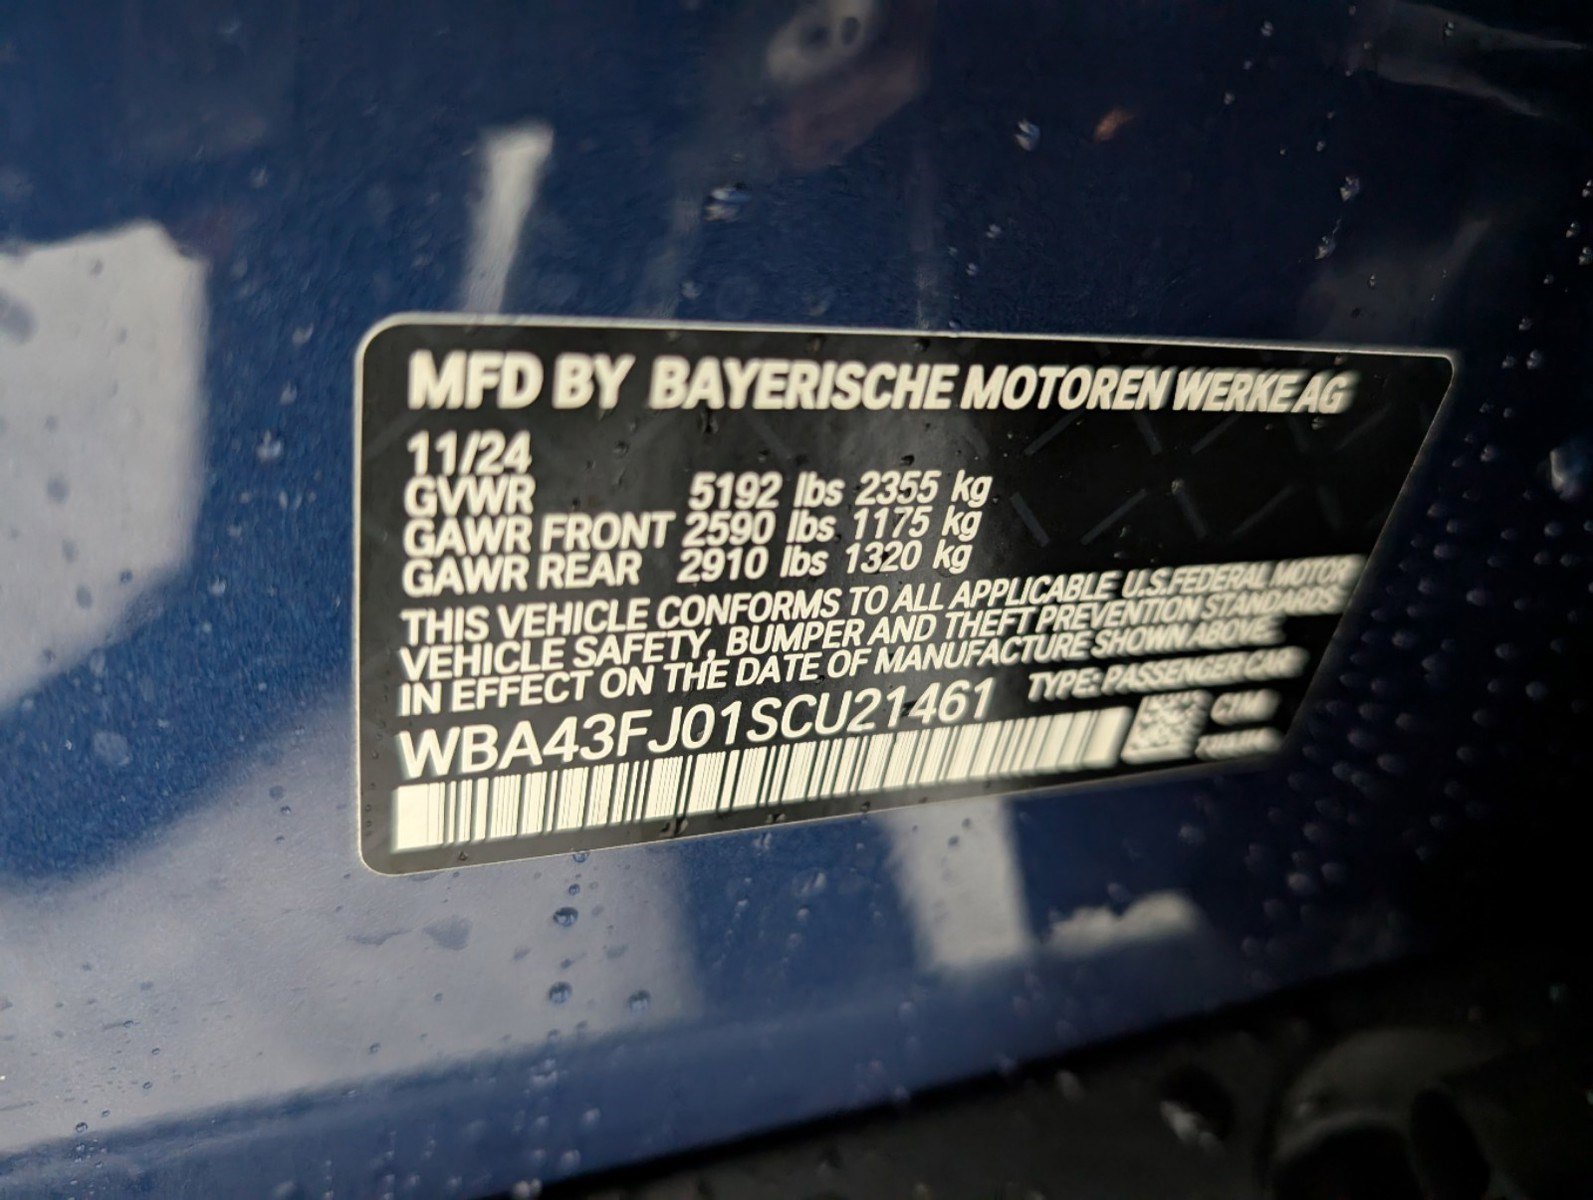 MFD BY BAYERISCHE MOTOREN WERKE AG
11/24
GVWR 5192 lbs 2355 kg
GAWR FRONT 2590 lbs 1175 kg
GAWR REAR 2910 lbs 1320 kg
THIS VEHICLE CONFORMS TO ALL APPLICABLE U.S.FEDERAL MOTOR
VEHICLE SAFETY, BUMPER AND THEFT PREVENTION STANDARDS
IN EFFECT ON THE DATE OF MANUFACTURE SHOWN ABOVE.
WBA43FJ01SCU21461 TYPE: PASSENGER CAR